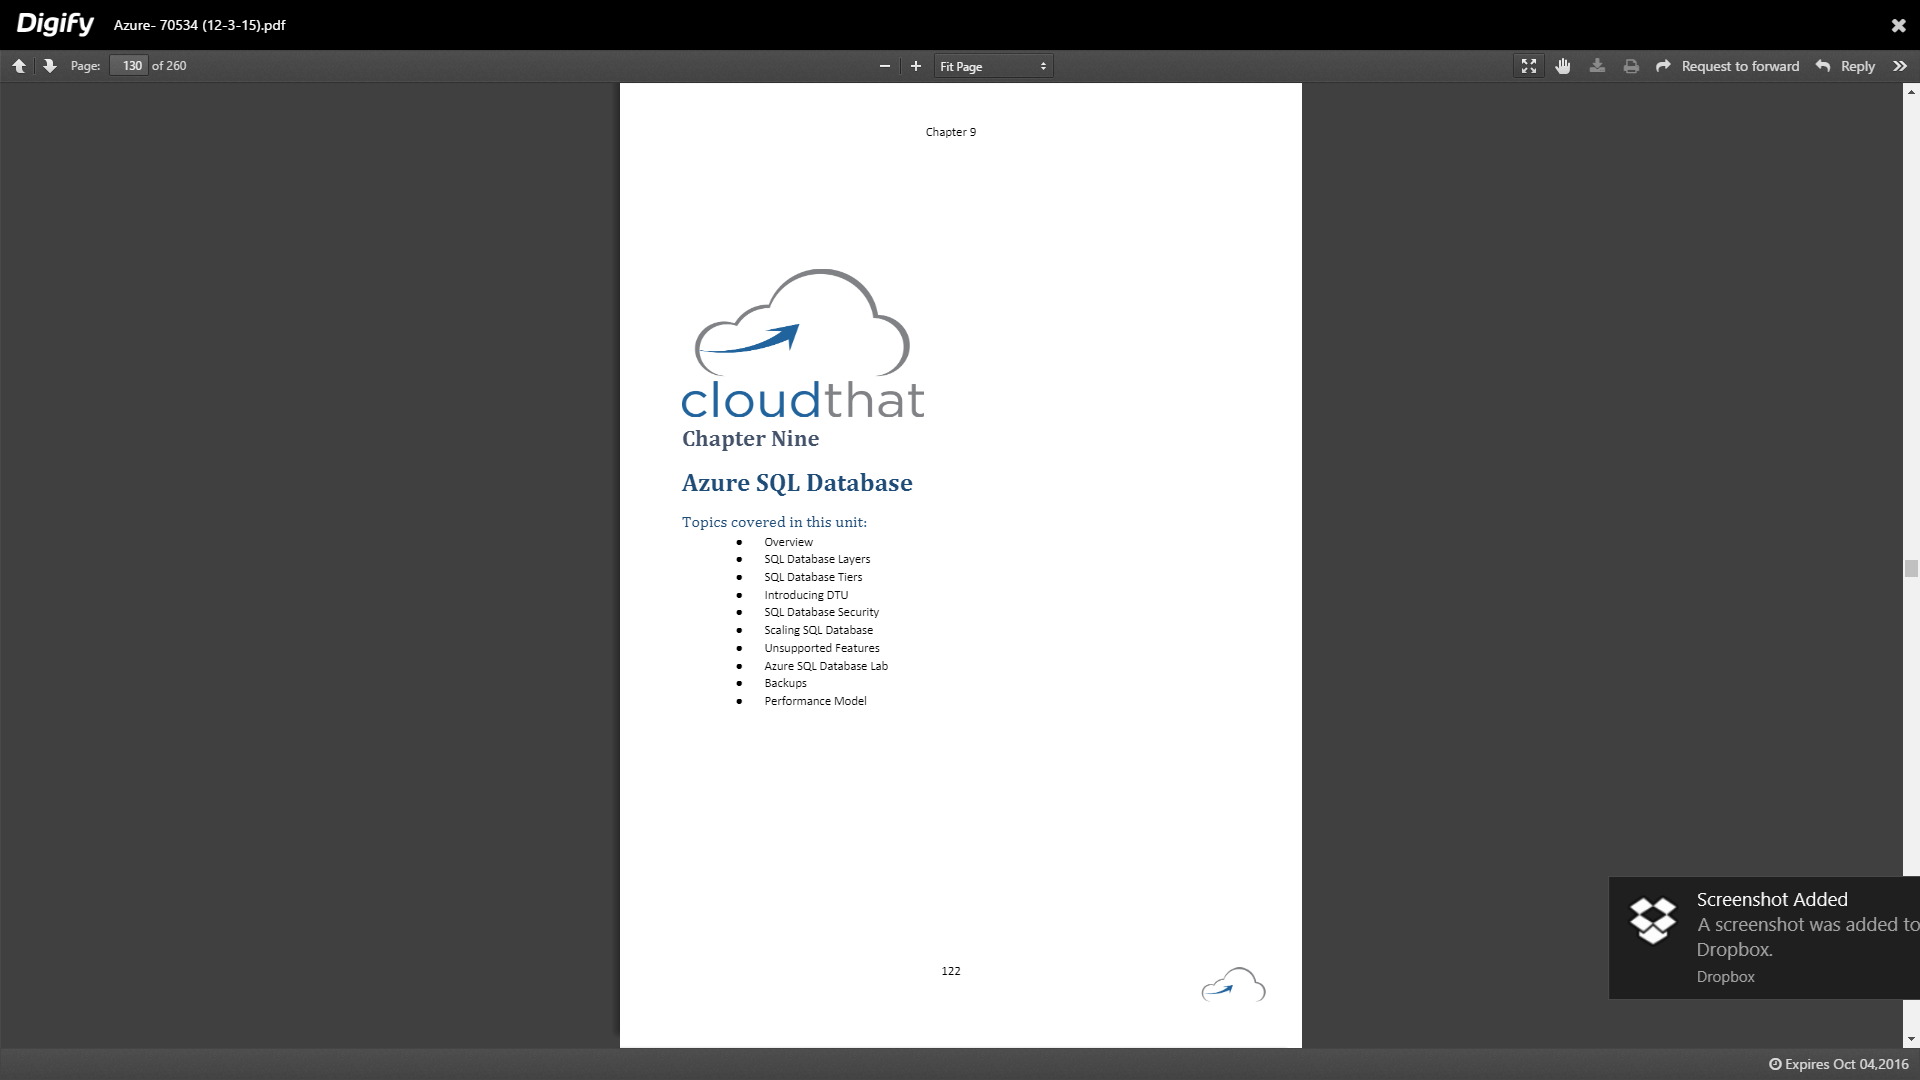 Digify Azure- 70534 (12-3-15).pdf
Page: 130 of 260 Fit Page Request to forward Reply
Chapter 9
cloudthat
Chapter Nine
Azure SQL Database
Topics covered in this unit:
● Overview
● SQL Database Layers
● SQL Database Tiers
● Introducing DTU
● SQL Database Security
● Scaling SQL Database
● Unsupported Features
● Azure SQL Database Lab
● Backups
● Performance Model
122
Screenshot Added
A screenshot was added to
Dropbox.
Dropbox
Expires Oct 04,2016